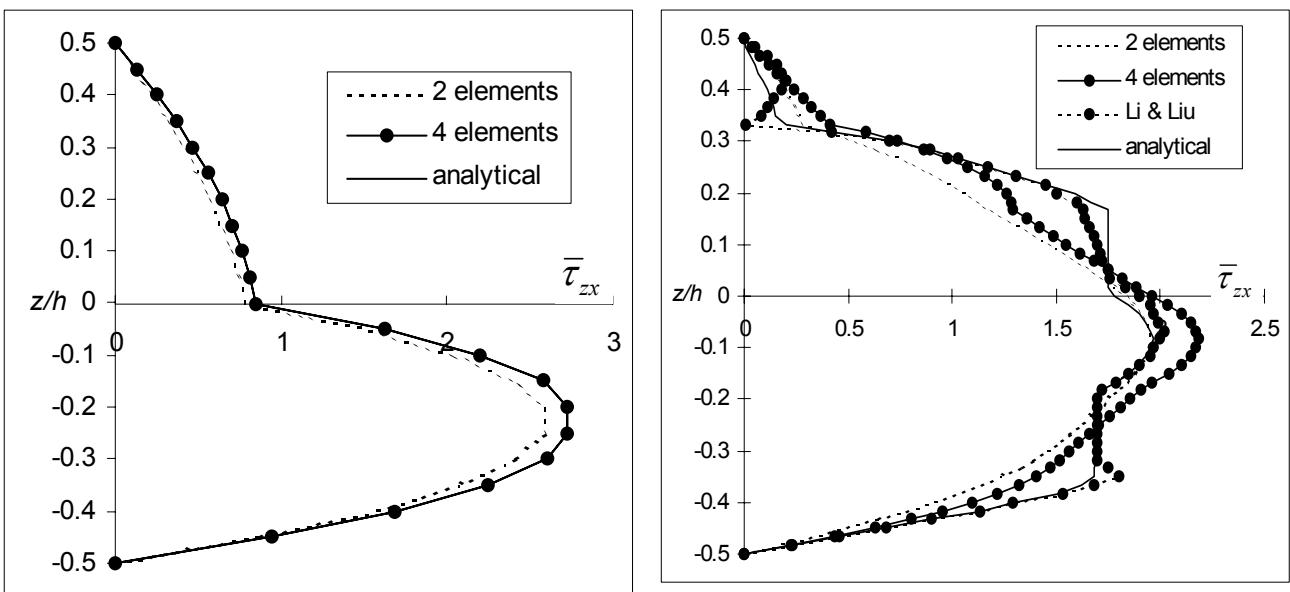 0.5
0.4
0.3
0.2
0.1
z/h 0
-0.1
-0.2
-0.3
-0.4
-0.5
0 1 2 3
τ̅zx
2 elements
4 elements
analytical
0.5
0.4
0.3
0.2
0.1
z/h 0
-0.1
-0.2
-0.3
-0.4
-0.5
0 0.5 1 1.5 2 2.5
τ̅zx
2 elements
4 elements
Li & Liu
analytical